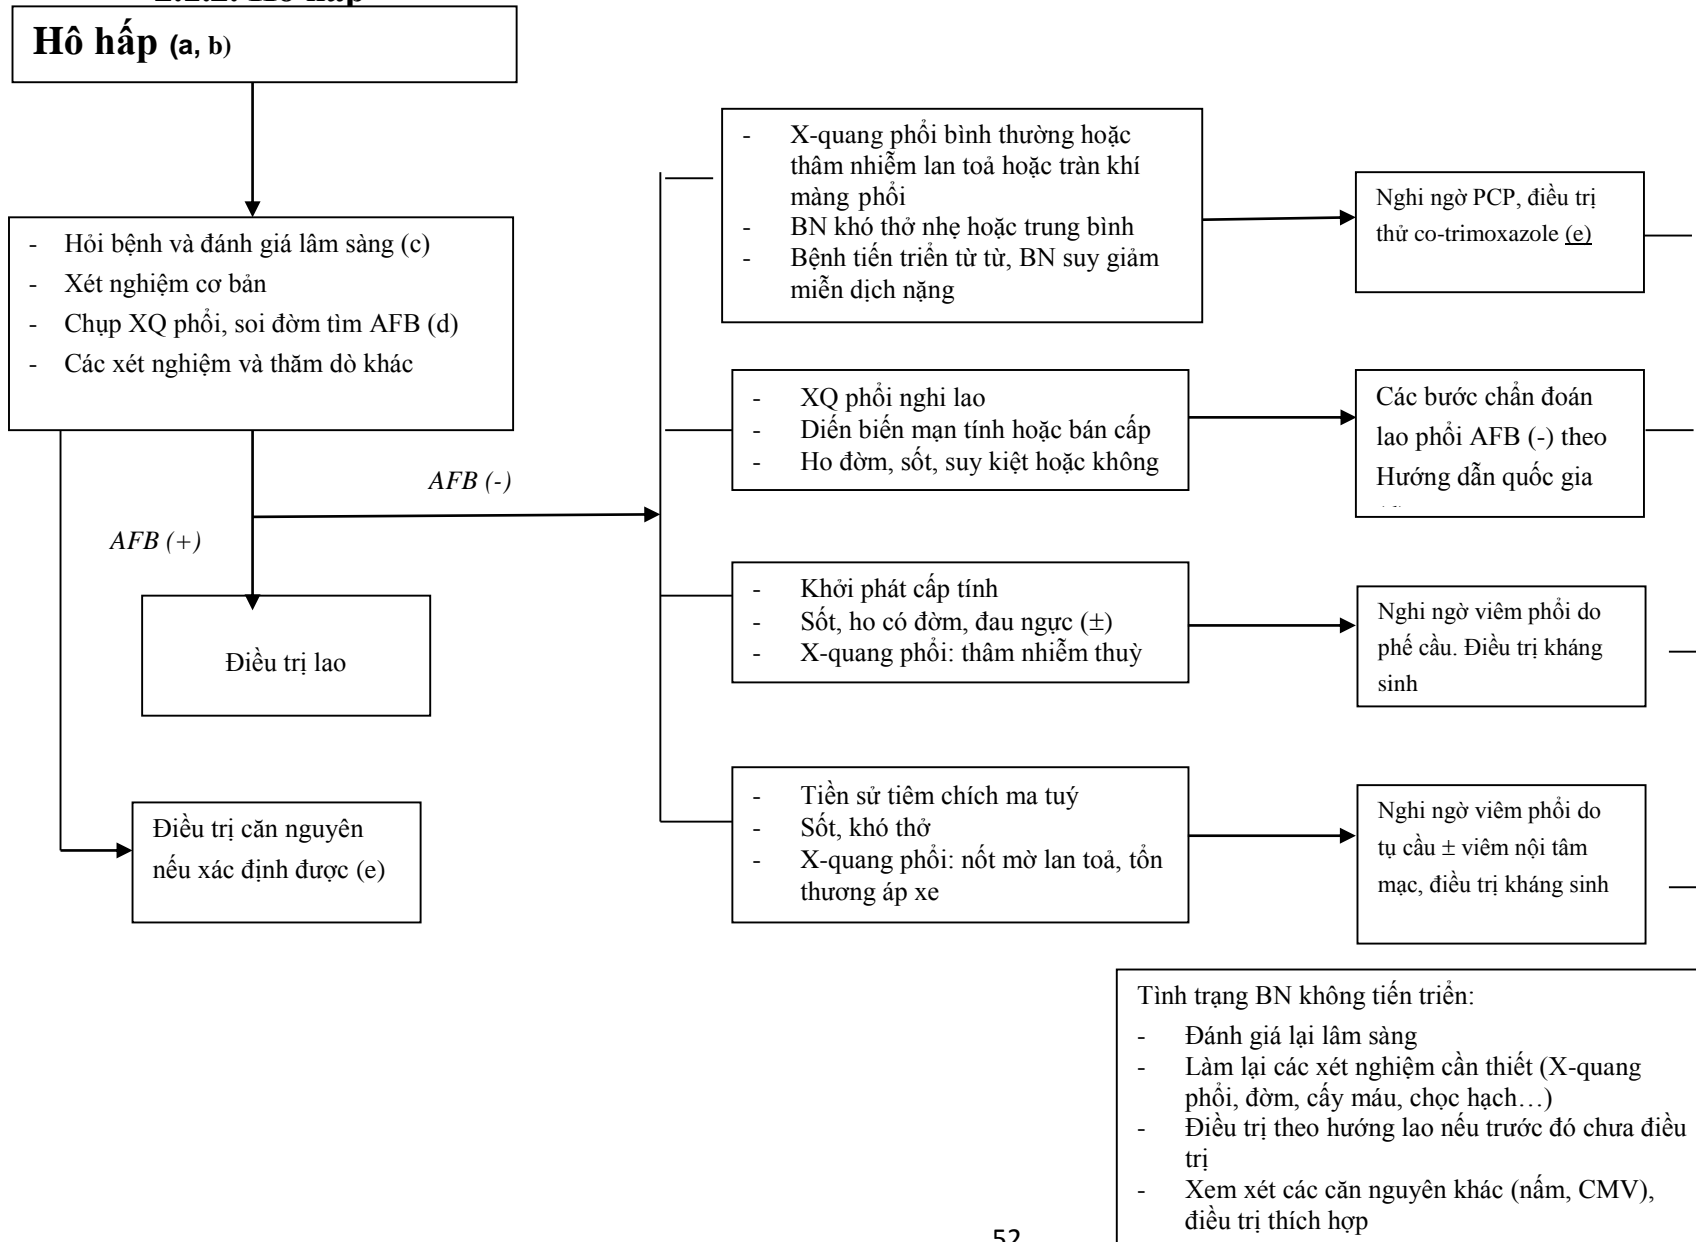 Hô hấp (a, b)
- Hỏi bệnh và đánh giá lâm sàng (c)
- Xét nghiệm cơ bản
- Chụp XQ phổi, soi đờm tìm AFB (d)
- Các xét nghiệm và thăm dò khác
AFB (-)
AFB (+)
Điều trị lao
Điều trị căn nguyên
nếu xác định được (e)
- X-quang phổi bình thường hoặc
thâm nhiễm lan toả hoặc tràn khí
màng phổi
- BN khó thở nhẹ hoặc trung bình
- Bệnh tiến triển từ từ, BN suy giảm
miễn dịch nặng
Nghi ngờ PCP, điều trị
thử co-trimoxazole (e)
- XQ phổi nghi lao
- Diến biến mạn tính hoặc bán cấp
- Ho đờm, sốt, suy kiệt hoặc không
Các bước chẩn đoán
lao phổi AFB (-) theo
Hướng dẫn quốc gia
- Khởi phát cấp tính
- Sốt, ho có đờm, đau ngực (±)
- X-quang phổi: thâm nhiễm thuỳ
Nghi ngờ viêm phổi do
phế cầu. Điều trị kháng
sinh
- Tiền sử tiêm chích ma tuý
- Sốt, khó thở
- X-quang phổi: nốt mờ lan toả, tổn
thương áp xe
Nghi ngờ viêm phổi do
tụ cầu ± viêm nội tâm
mạc, điều trị kháng sinh
Tình trạng BN không tiến triển:
- Đánh giá lại lâm sàng
- Làm lại các xét nghiệm cần thiết (X-quang
phổi, đờm, cấy máu, chọc hạch…)
- Điều trị theo hướng lao nếu trước đó chưa điều
trị
- Xem xét các căn nguyên khác (nấm, CMV),
điều trị thích hợp
52